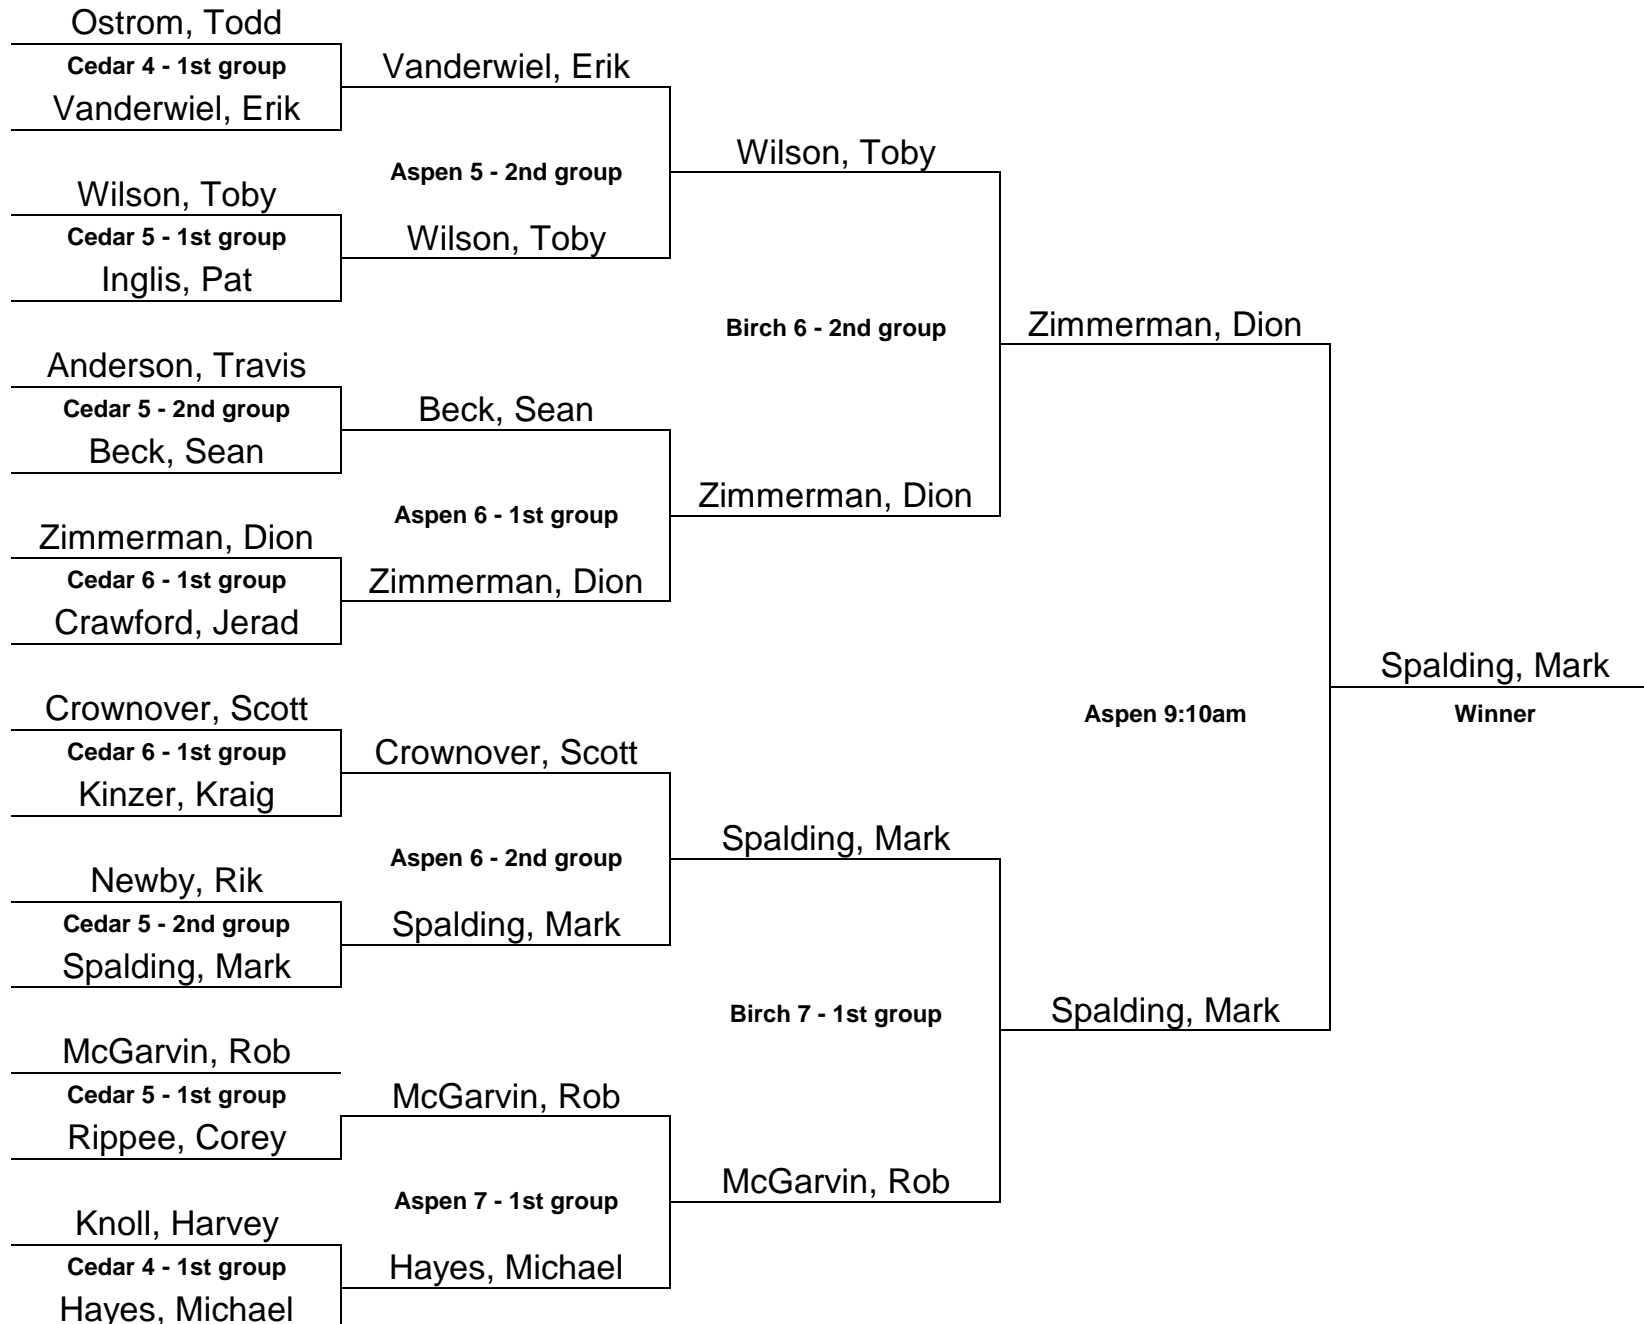 Ostrom, Todd
Cedar 4 - 1st group
Vanderwiel, Erik
Wilson, Toby
Cedar 5 - 1st group
Inglis, Pat
Anderson, Travis
Cedar 5 - 2nd group
Beck, Sean
Zimmerman, Dion
Cedar 6 - 1st group
Crawford, Jerad
Crownover, Scott
Cedar 6 - 1st group
Kinzer, Kraig
Newby, Rik
Cedar 5 - 2nd group
Spalding, Mark
McGarvin, Rob
Cedar 5 - 1st group
Rippee, Corey
Knoll, Harvey
Cedar 4 - 1st group
Hayes, Michael
Vanderwiel, Erik
Aspen 5 - 2nd group
Wilson, Toby
Beck, Sean
Aspen 6 - 1st group
Zimmerman, Dion
Crownover, Scott
Aspen 6 - 2nd group
Spalding, Mark
McGarvin, Rob
Aspen 7 - 1st group
Hayes, Michael
Wilson, Toby
Birch 6 - 2nd group
Zimmerman, Dion
Spalding, Mark
Birch 7 - 1st group
McGarvin, Rob
Zimmerman, Dion
Aspen 9:10am
Spalding, Mark
Spalding, Mark
Winner